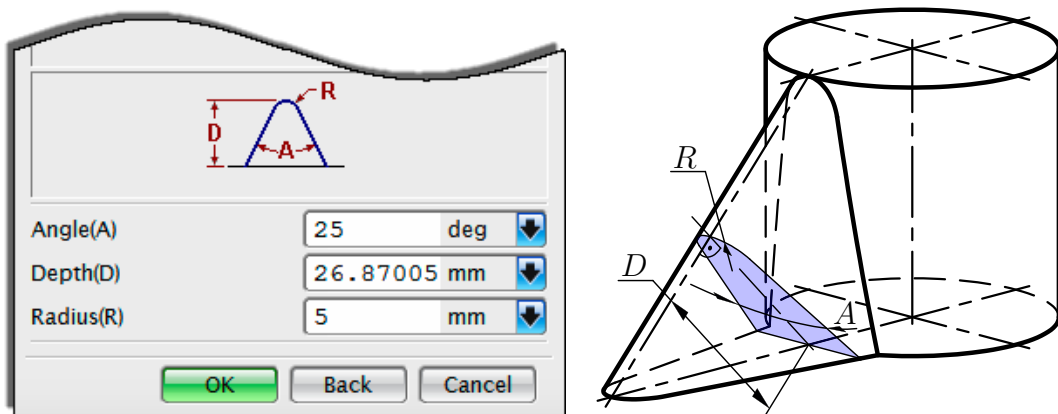 R
D
A
Angle(A) 25 deg
Depth(D) 26.87005 mm
Radius(R) 5 mm
OK Back Cancel
R
D
A